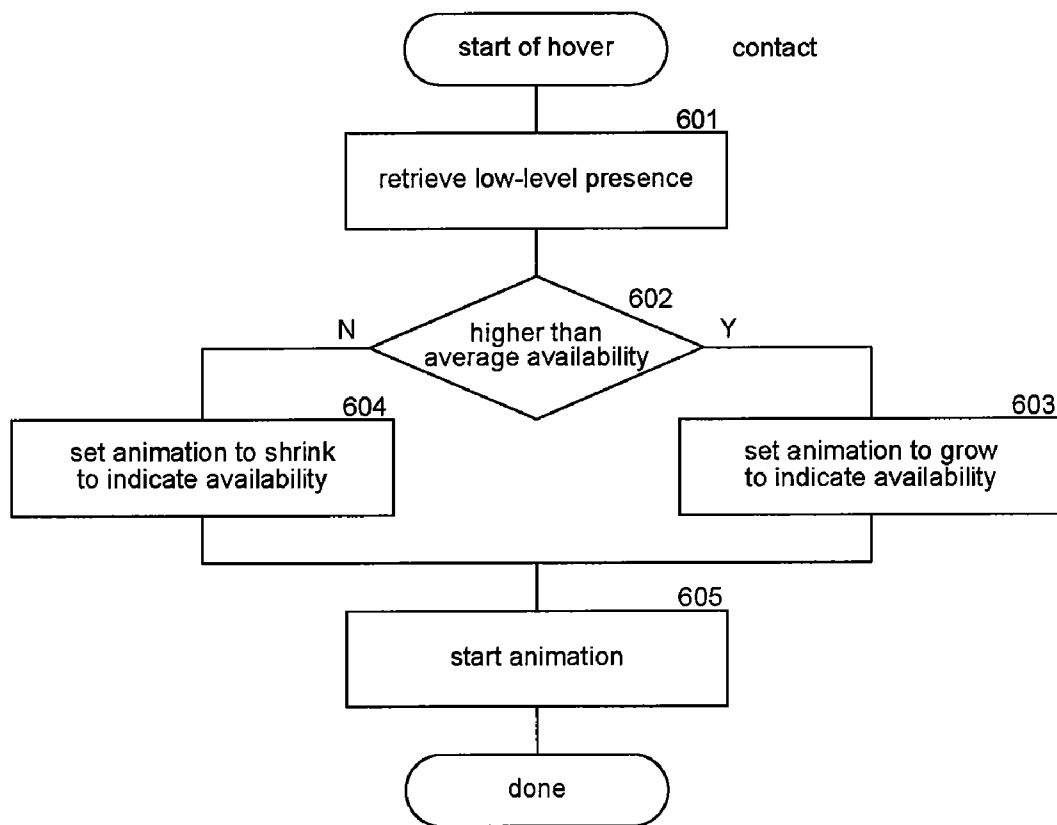 start of hover
contact
601
retrieve low-level presence
602
N
higher than
average availability
Y
604
set animation to shrink
to indicate availability
603
set animation to grow
to indicate availability
605
start animation
done